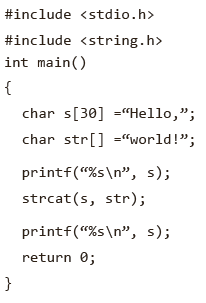 #include <stdio.h>
#include <string.h>
int main()
{
char s[30] =“Hello,”;
char str[] =“world!”;
printf(“%s\n”, s);
strcat(s, str);
printf(“%s\n”, s);
return 0;
}